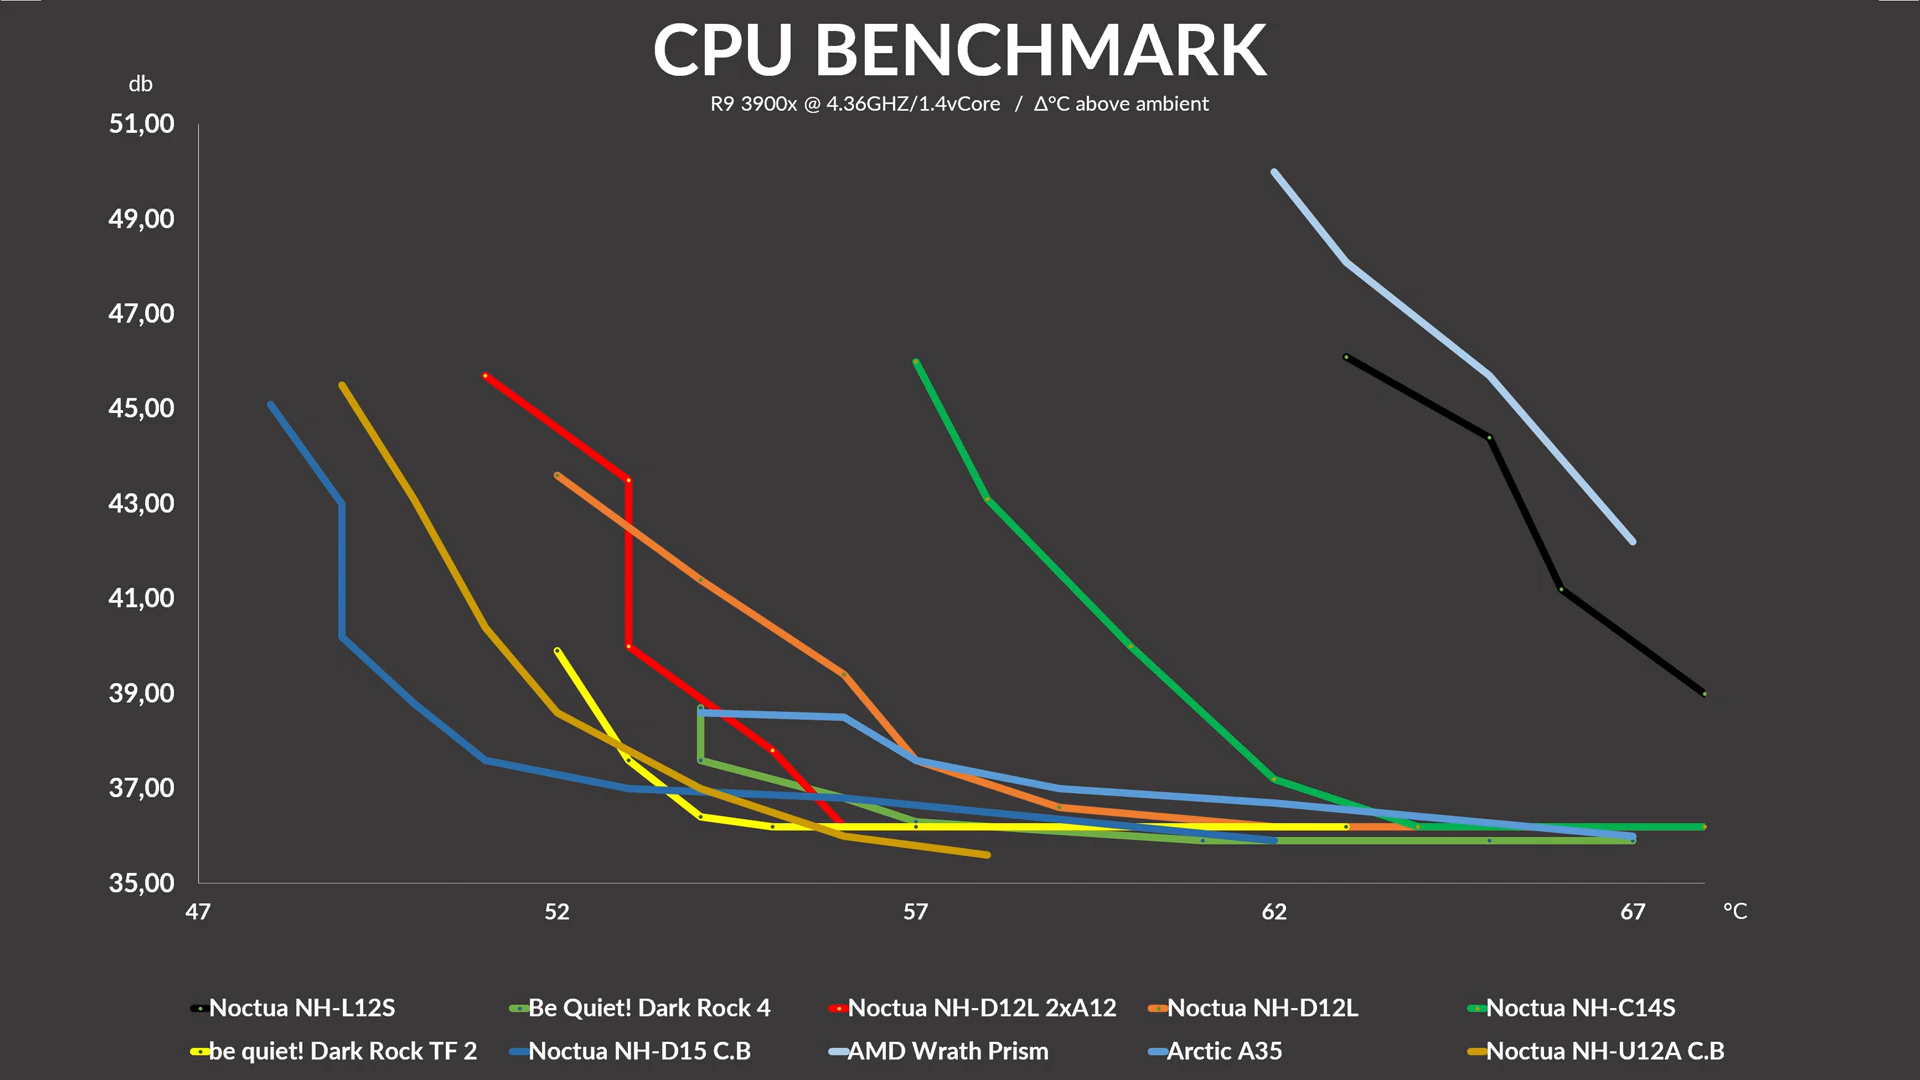 CPU BENCHMARK
R9 3900x @ 4.36GHZ/1.4vCore / Δ°C above ambient
db
51,00
49,00
47,00
45,00
43,00
41,00
39,00
37,00
35,00
47 52 57 62 67 °C
Noctua NH-L12S Be Quiet! Dark Rock 4 Noctua NH-D12L 2xA12 Noctua NH-D12L Noctua NH-C14S
be quiet! Dark Rock TF 2 Noctua NH-D15 C.B AMD Wrath Prism Arctic A35 Noctua NH-U12A C.B